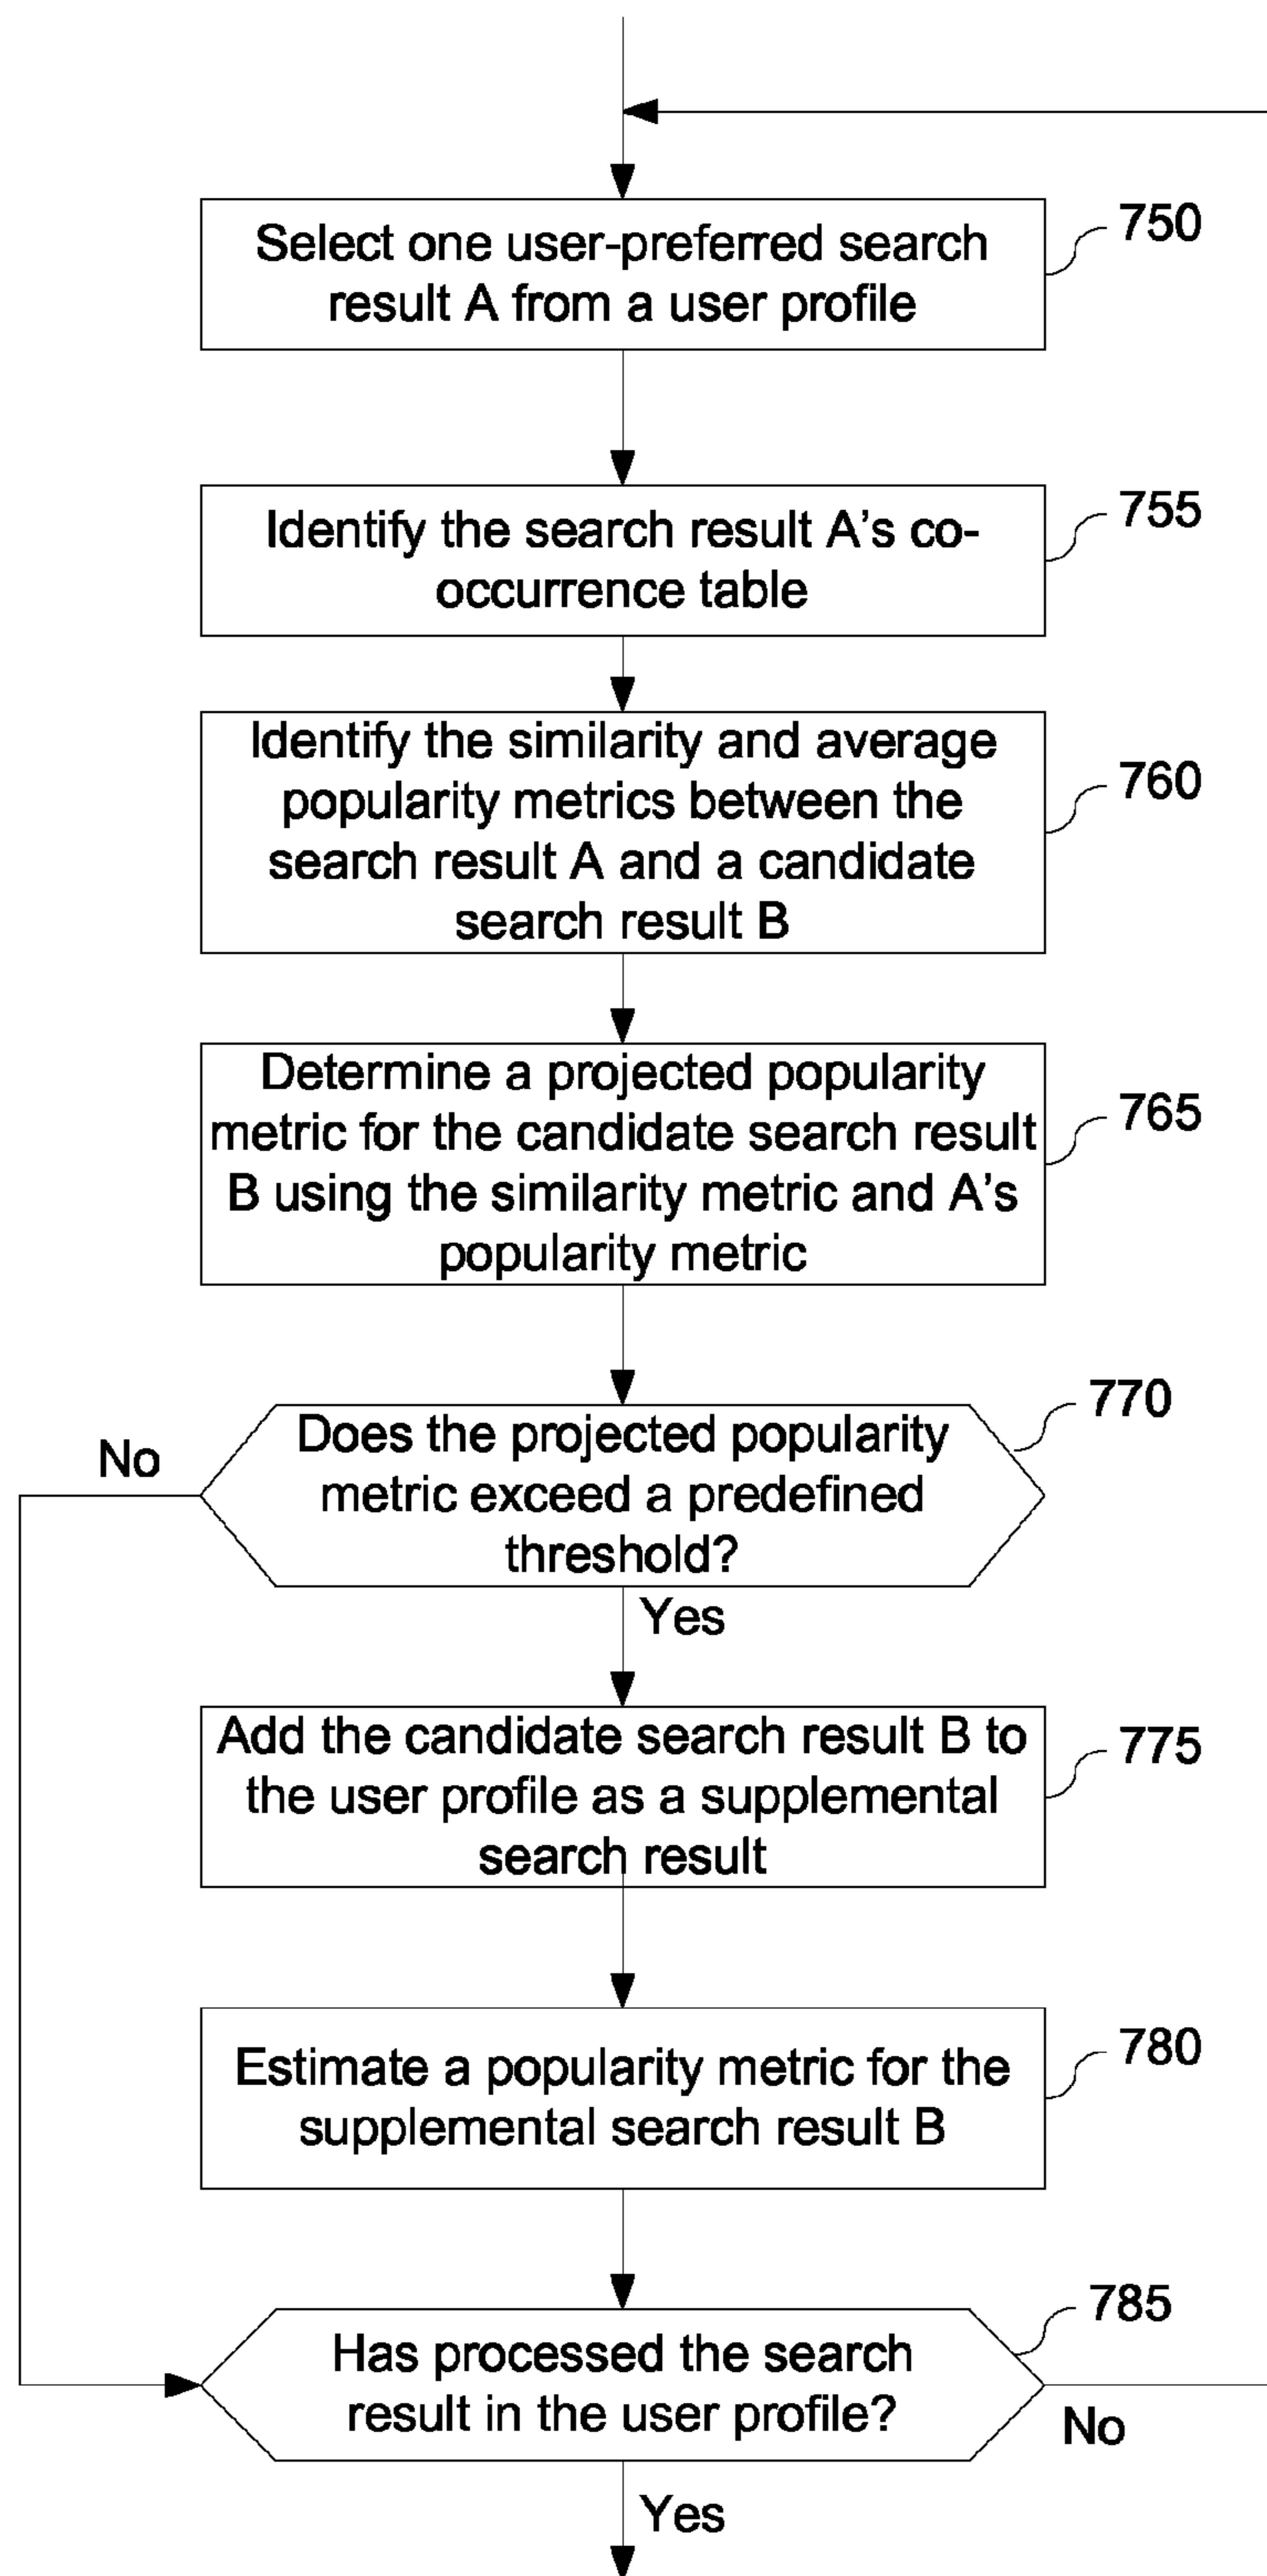 Select one user-preferred search
result A from a user profile
750
Identify the search result A's co-
occurrence table
755
Identify the similarity and average
popularity metrics between the
search result A and a candidate
search result B
760
Determine a projected popularity
metric for the candidate search result
B using the similarity metric and A's
popularity metric
765
Does the projected popularity
metric exceed a predefined
threshold?
770
No
Yes
Add the candidate search result B to
the user profile as a supplemental
search result
775
Estimate a popularity metric for the
supplemental search result B
780
Has processed the search
result in the user profile?
785
No
Yes